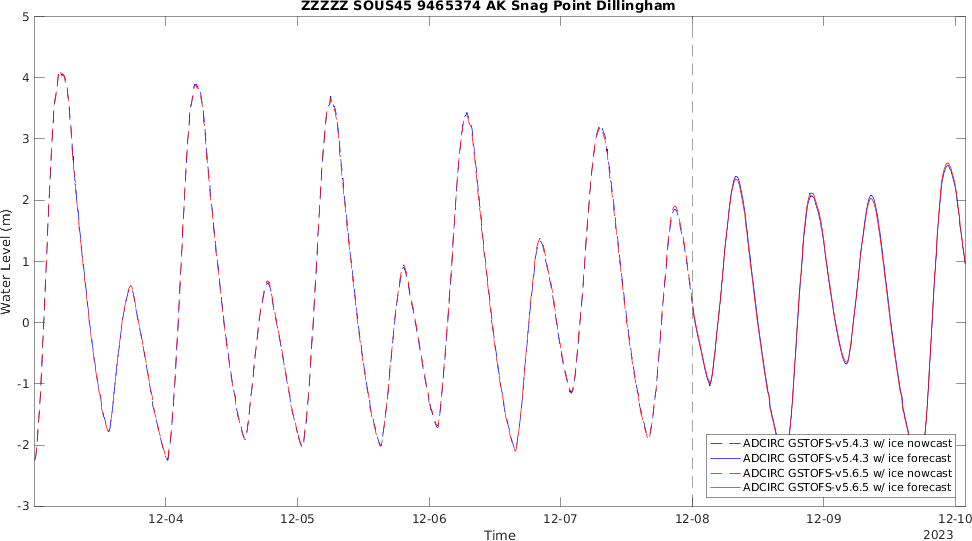 ZZZZZ SOUS45 9465374 AK Snag Point Dillingham
5
4
3
2
1
0
-1
-2
-3
Water Level (m)
ADCIRC GSTOFS-v5.4.3 w/ ice nowcast
ADCIRC GSTOFS-v5.4.3 w/ ice forecast
ADCIRC GSTOFS-v5.6.5 w/ ice nowcast
ADCIRC GSTOFS-v5.6.5 w/ ice forecast
12-04 12-05 12-06 12-07 12-08 12-09 12-10
Time
2023